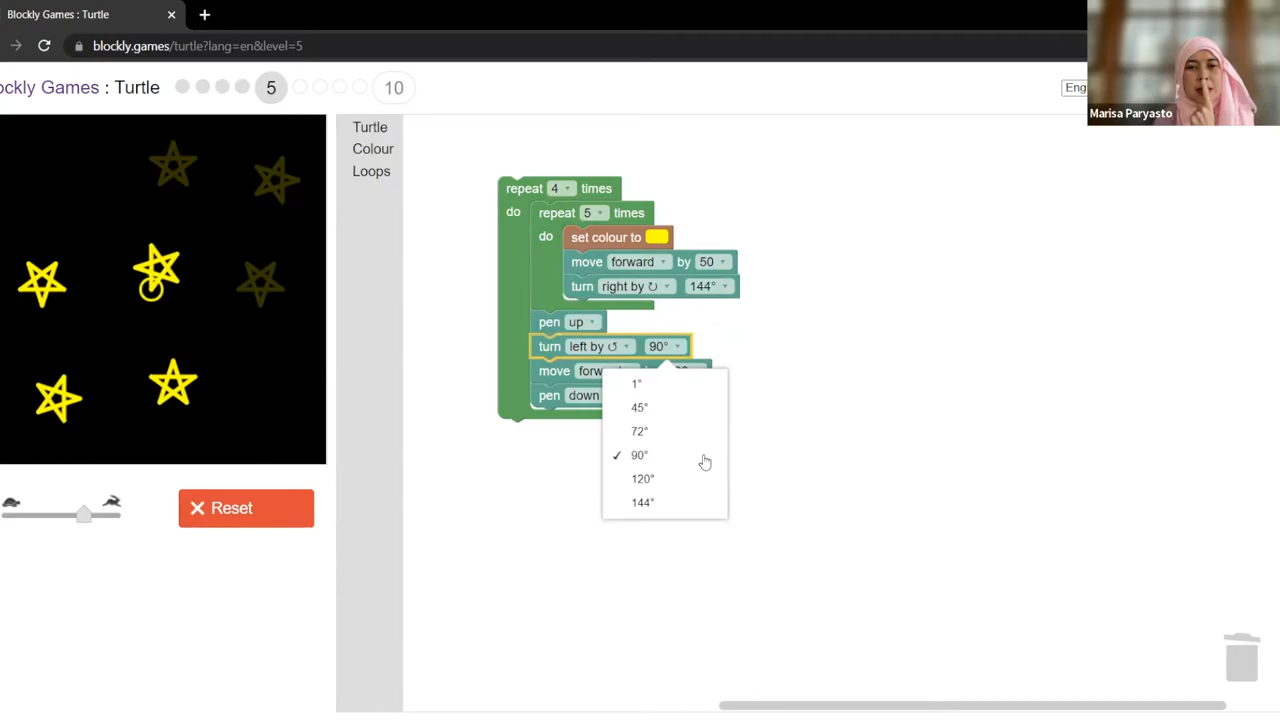 Blockly Games : Turtle
blockly.games/turtle?lang=en&level=5
ockly Games : Turtle
5
10
Eng
Marisa Paryasto
Turtle
Colour
Loops
repeat 4 times
do repeat 5 times
do set colour to
move forward by 50
turn right by ↻ 144°
pen up
turn left by ↺ 90°
move forw
pen down
1°
45°
72°
✓ 90°
120°
144°
Reset